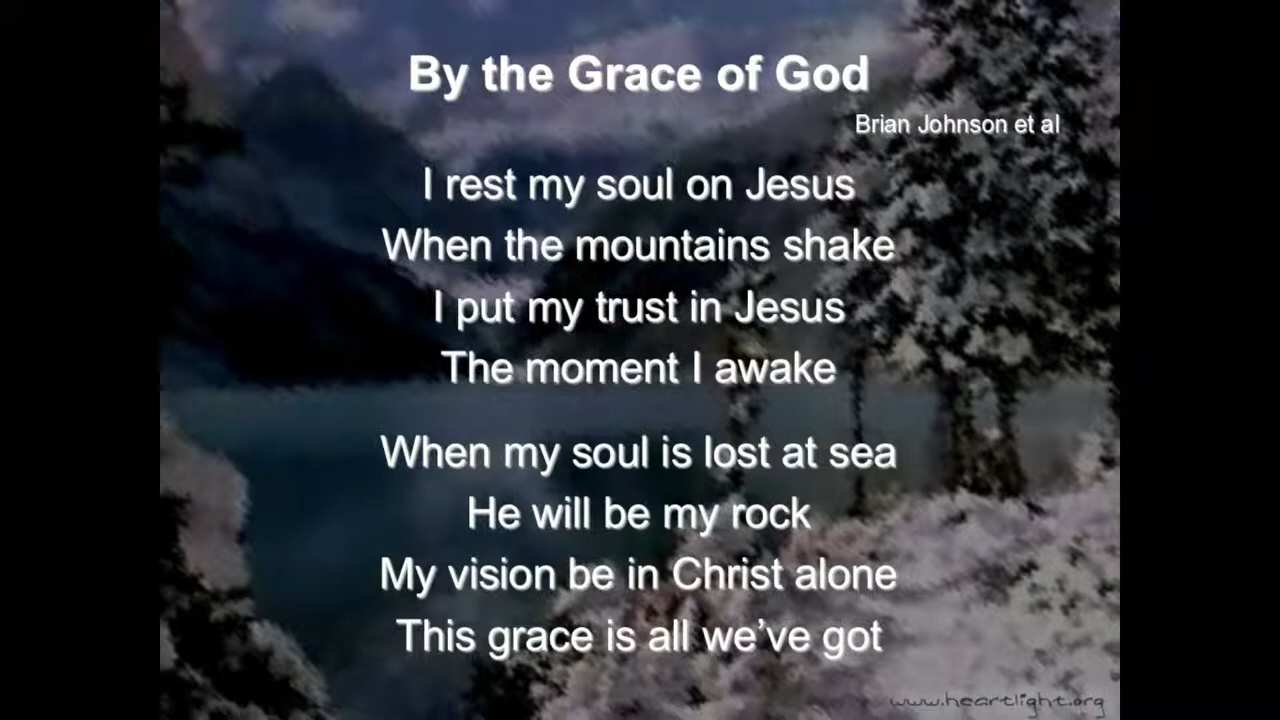 By the Grace of God
Brian Johnson et al
I rest my soul on Jesus
When the mountains shake
I put my trust in Jesus
The moment I awake
When my soul is lost at sea
He will be my rock
My vision be in Christ alone
This grace is all we’ve got
www.heartlight.org